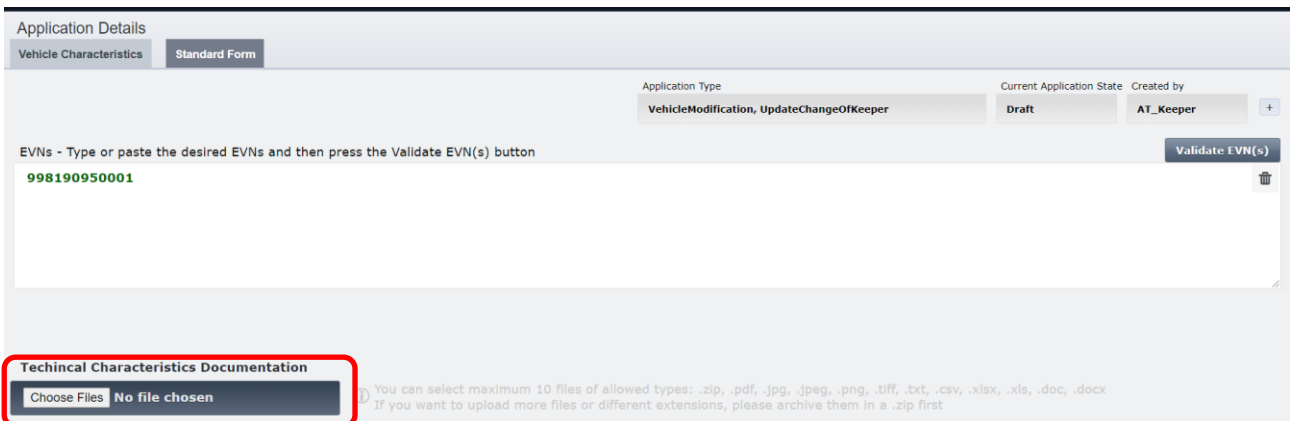 Application Details
Vehicle Characteristics Standard Form
Application Type Current Application State Created by
VehicleModification, UpdateChangeOfKeeper Draft AT_Keeper +
EVNs - Type or paste the desired EVNs and then press the Validate EVN(s) button Validate EVN(s)
998190950001
Techincal Characteristics Documentation
Choose Files No file chosen
You can select maximum 10 files of allowed types: .zip, .pdf, .jpg, .jpeg, .png, .tiff, .txt, .csv, .xlsx, .xls, .doc, .docx
If you want to upload more files or different extensions, please archive them in a .zip first